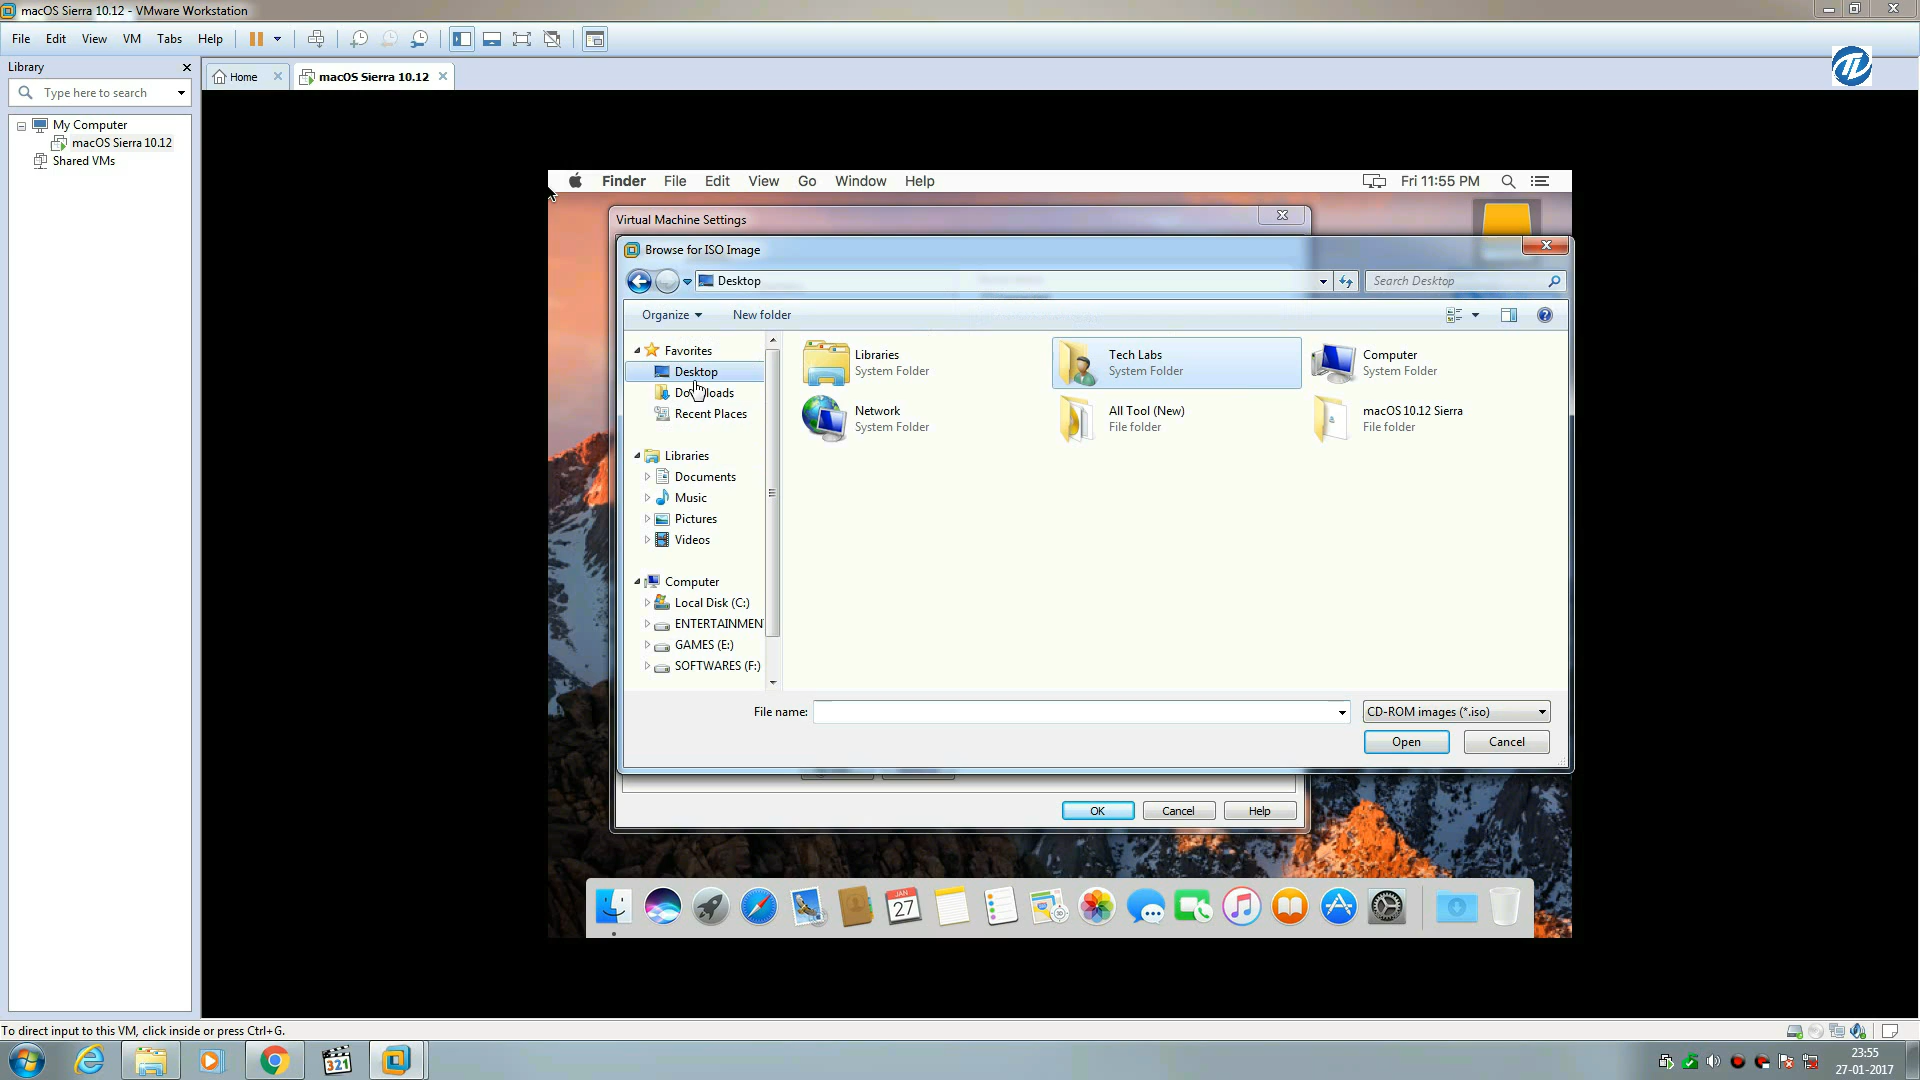 macOS Sierra 10.12 - VMware Workstation
File Edit View VM Tabs Help
Library
Home
macOS Sierra 10.12
Type here to search
My Computer
macOS Sierra 10.12
Shared VMs
Finder File Edit View Go Window Help
Fri 11:55 PM
Virtual Machine Settings
Browse for ISO Image
Desktop
Search Desktop
Organize
New folder
Favorites
Desktop
Downloads
Recent Places
Libraries
Documents
Music
Pictures
Videos
Computer
Local Disk (C:)
ENTERTAINMEN
GAMES (E:)
SOFTWARES (F:)
Libraries
System Folder
Tech Labs
System Folder
Computer
System Folder
Network
System Folder
All Tool (New)
File folder
macOS 10.12 Sierra
File folder
File name:
CD-ROM images (*.iso)
Open
Cancel
OK
Cancel
Help
JAN
27
To direct input to this VM, click inside or press Ctrl+G.
321
23:55
27-01-2017